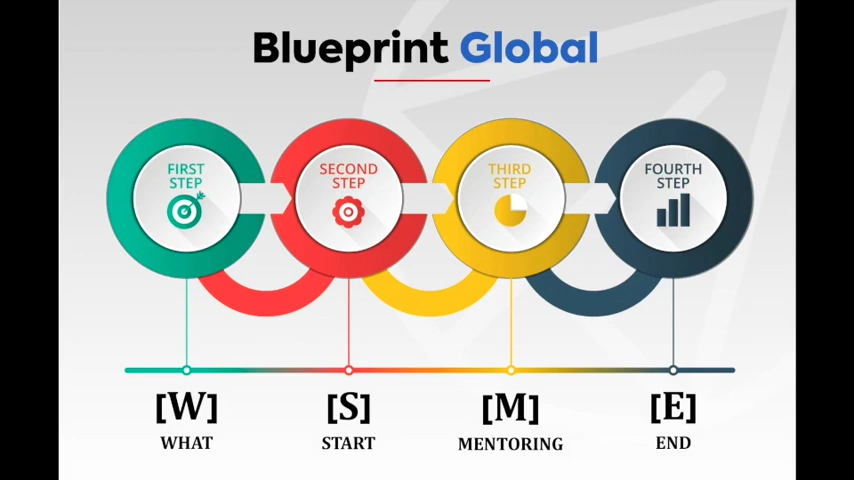 Blueprint Global
FIRST
STEP
SECOND
STEP
THIRD
STEP
FOURTH
STEP
[W]
[S]
[M]
[E]
WHAT
START
MENTORING
END